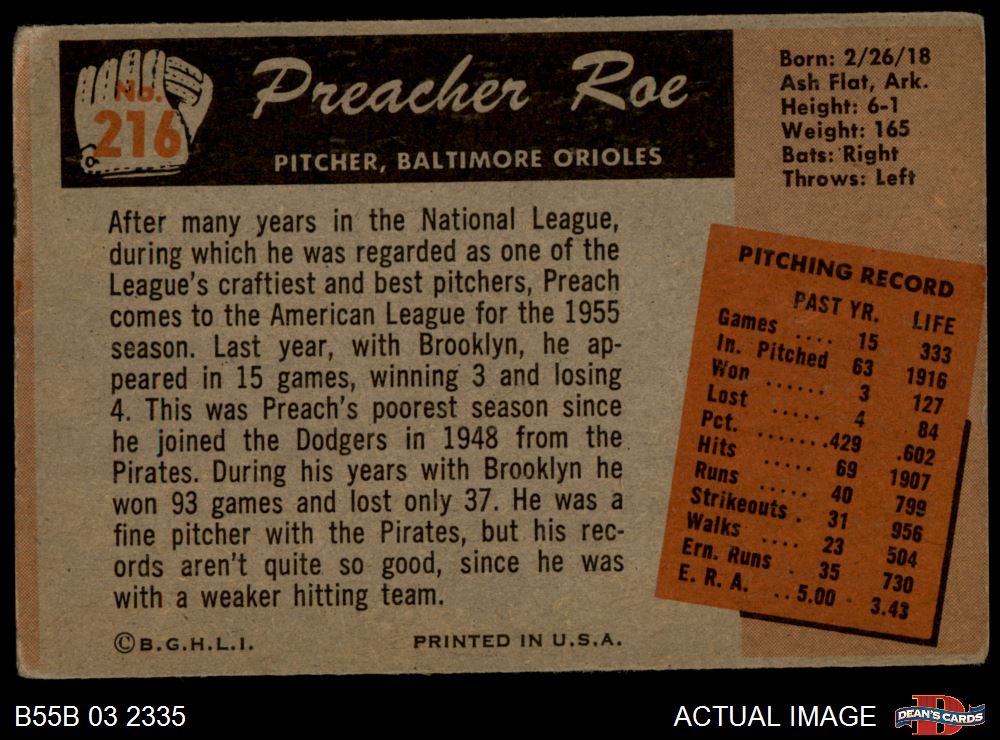 No.
216
Preacher Roe
PITCHER, BALTIMORE ORIOLES
Born: 2/26/18
Ash Flat, Ark.
Height: 6-1
Weight: 165
Bats: Right
Throws: Left
After many years in the National League,
during which he was regarded as one of the
League's craftiest and best pitchers, Preach
comes to the American League for the 1955
season. Last year, with Brooklyn, he ap-
peared in 15 games, winning 3 and losing
4. This was Preach's poorest season since
he joined the Dodgers in 1948 from the
Pirates. During his years with Brooklyn he
won 93 games and lost only 37. He was a
fine pitcher with the Pirates, but his rec-
ords aren't quite so good, since he was
with a weaker hitting team.
©B.G.H.L.I. PRINTED IN U.S.A.
PITCHING RECORD
PAST YR. LIFE
Games .... 15 333
In. Pitched 63 1916
Won ...... 3 127
Lost ..... 4 84
Pct. .......429 .602
Hits ..... 69 1907
Runs ..... 40 799
Strikeouts . 31 956
Walks .... 23 504
Ern. Runs . 35 730
E. R. A. ..5.00 3.43
B55B 03 2335
ACTUAL IMAGE
D
DEAN'S CARDS